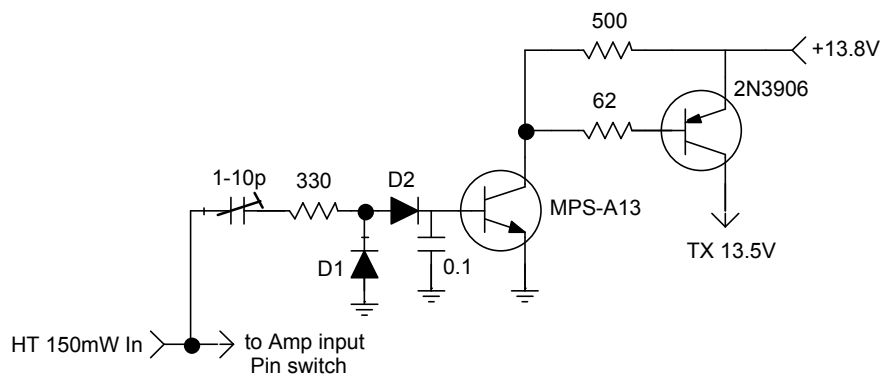 500
+13.8V
2N3906
62
1-10p
330
D2
MPS-A13
D1
0.1
TX 13.5V
HT 150mW In
to Amp input
Pin switch